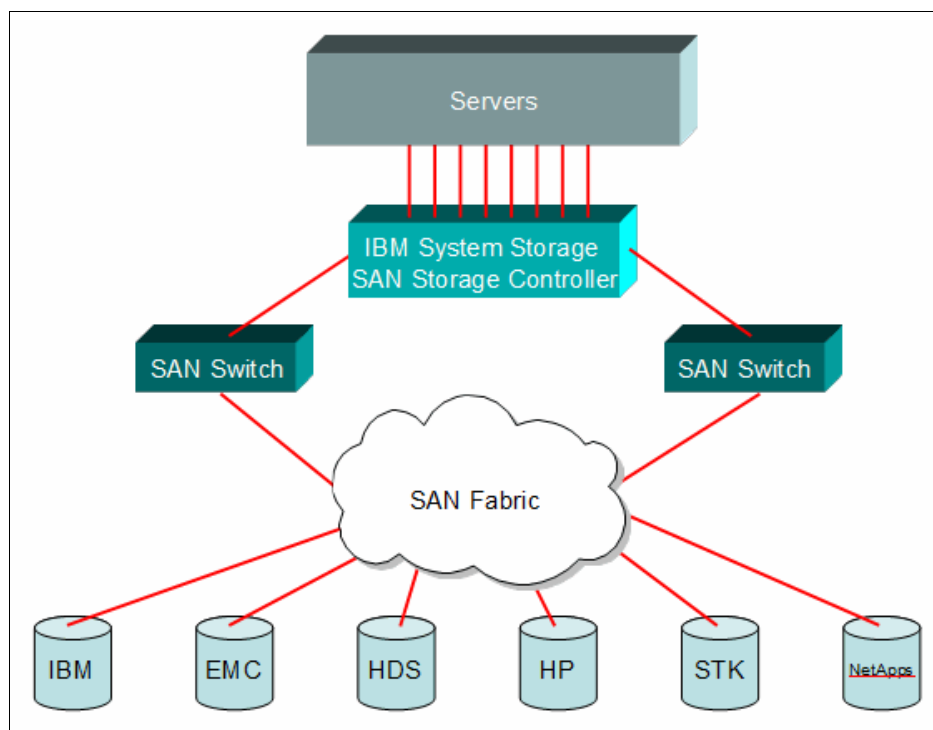 Servers
IBM System Storage
SAN Storage Controller
SAN Switch
SAN Switch
SAN Fabric
IBM
EMC
HDS
HP
STK
NetApps